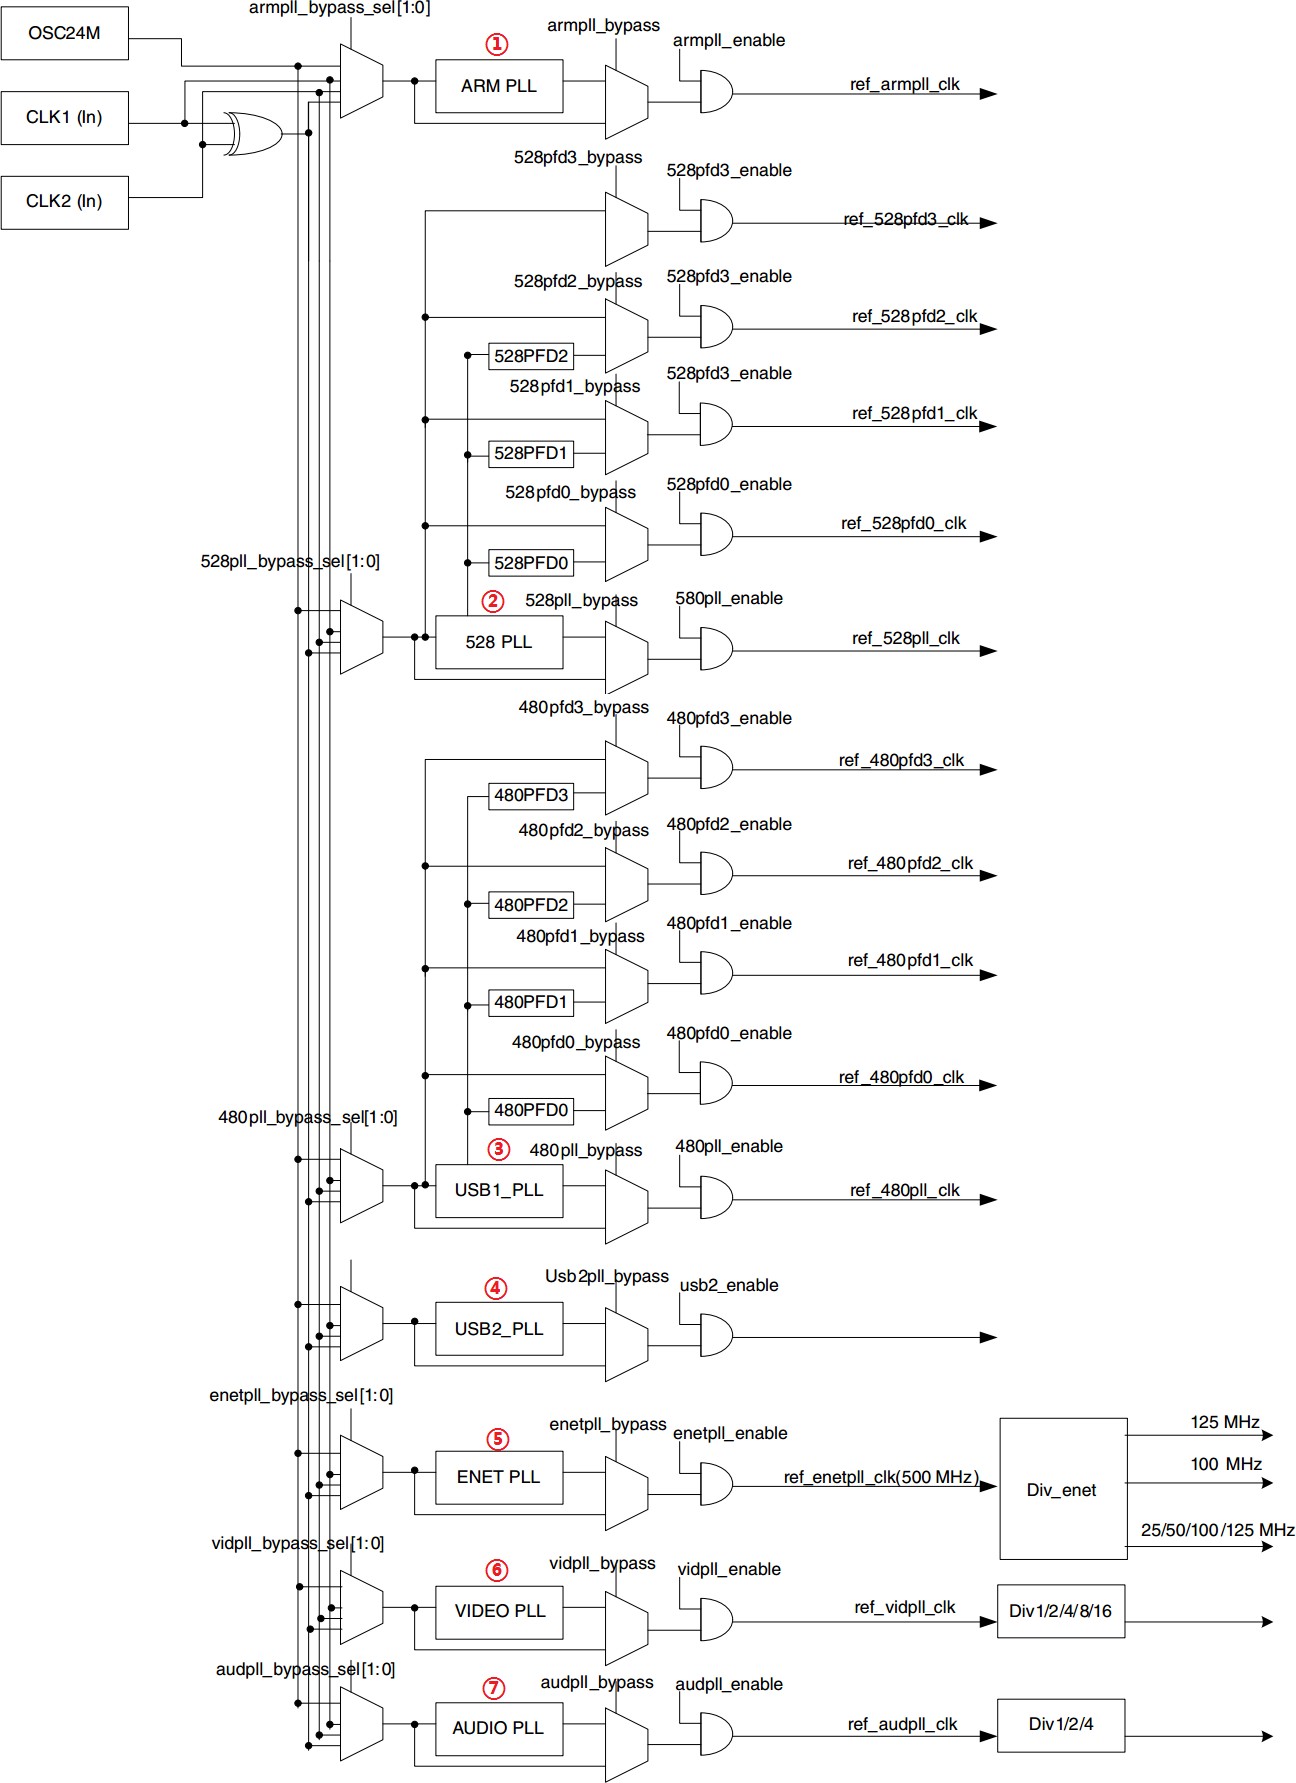 armpll_bypass_sel[1:0]
OSC24M
armpll_bypass
①
armpll_enable
ARM PLL
ref_armpll_clk
CLK1 (In)
528pfd3_bypass
528pfd3_enable
CLK2 (In)
ref_528pfd3_clk
528pfd2_bypass
528pfd3_enable
ref_528pfd2_clk
528PFD2
528pfd1_bypass
528pfd3_enable
ref_528pfd1_clk
528PFD1
528pfd0_bypass
528pfd0_enable
ref_528pfd0_clk
528pll_bypass_sel[1:0]
528PFD0
②
528pll_bypass
580pll_enable
528 PLL
ref_528pll_clk
480pfd3_bypass
480pfd3_enable
ref_480pfd3_clk
480PFD3
480pfd2_bypass
480pfd2_enable
ref_480pfd2_clk
480PFD2
480pfd1_bypass
480pfd1_enable
ref_480pfd1_clk
480PFD1
480pfd0_bypass
480pfd0_enable
ref_480pfd0_clk
480PFD0
480pll_bypass_sel[1:0]
③
480pll_bypass
480pll_enable
USB1_PLL
ref_480pll_clk
④
Usb2pll_bypass
usb2_enable
USB2_PLL
enetpll_bypass_sel[1:0]
⑤
enetpll_bypass
enetpll_enable
ENET PLL
ref_enetpll_clk(500 MHz)
Div_enet
125 MHz
100 MHz
25/50/100/125 MHz
vidpll_bypass_sel[1:0]
⑥
vidpll_bypass
vidpll_enable
VIDEO PLL
ref_vidpll_clk
Div1/2/4/8/16
audpll_bypass_sel[1:0]
⑦
audpll_bypass
audpll_enable
AUDIO PLL
ref_audpll_clk
Div1/2/4